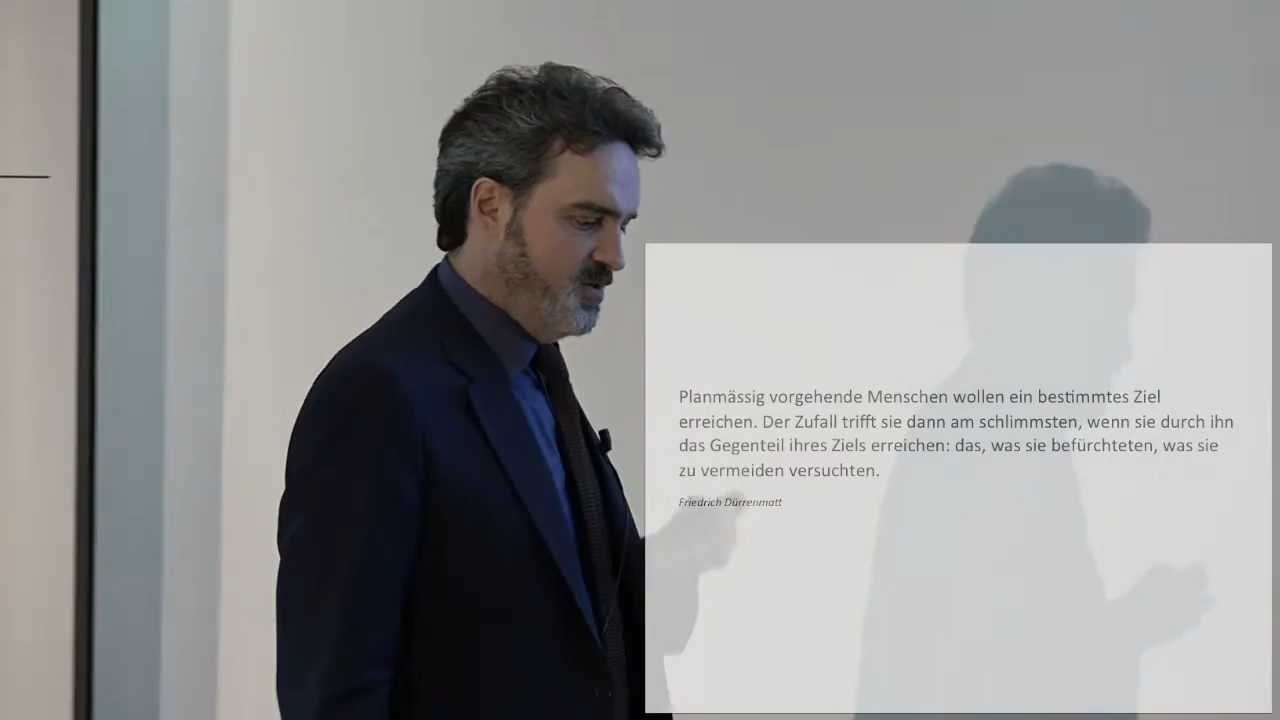 Planmässig vorgehende Menschen wollen ein bestimmtes Ziel
erreichen. Der Zufall trifft sie dann am schlimmsten, wenn sie durch ihn
das Gegenteil ihres Ziels erreichen: das, was sie befürchteten, was sie
zu vermeiden versuchten.
Friedrich Dürrenmatt